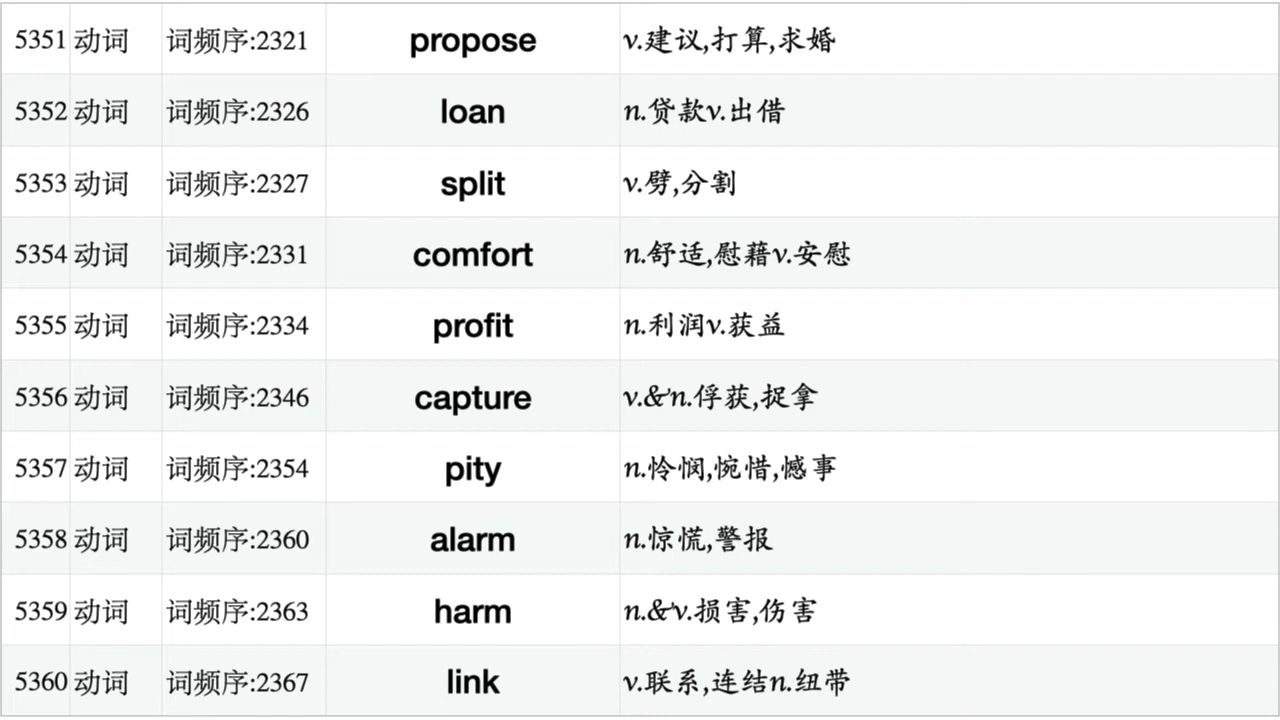 5351 动词 词频序:2321 propose v.建议,打算,求婚
5352 动词 词频序:2326 loan n.贷款v.出借
5353 动词 词频序:2327 split v.劈,分割
5354 动词 词频序:2331 comfort n.舒适,慰藉v.安慰
5355 动词 词频序:2334 profit n.利润v.获益
5356 动词 词频序:2346 capture v.&n.俘获,捉拿
5357 动词 词频序:2354 pity n.怜悯,惋惜,憾事
5358 动词 词频序:2360 alarm n.惊慌,警报
5359 动词 词频序:2363 harm n.&v.损害,伤害
5360 动词 词频序:2367 link v.联系,连结n.纽带